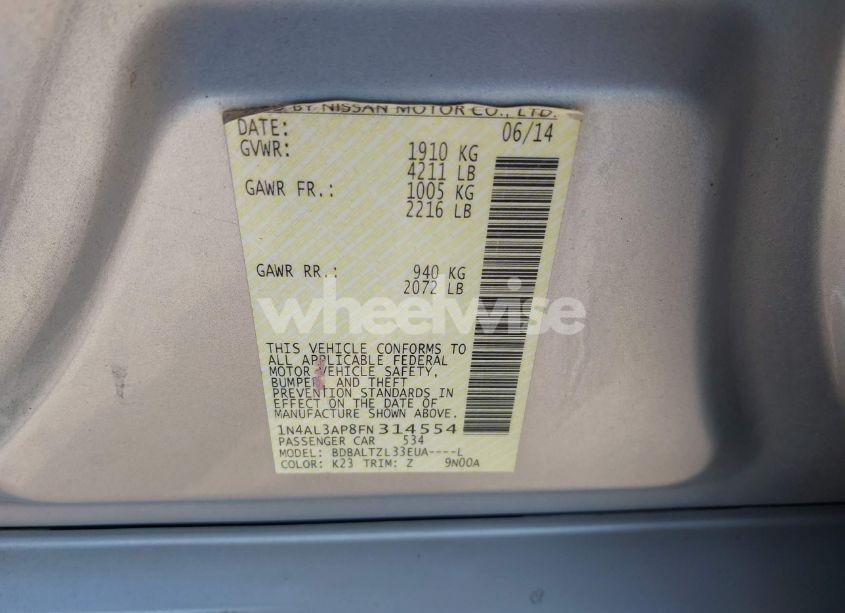 BY NISSAN MOTOR CO., LTD.
DATE: 06/14
GVWR: 1910 KG
4211 LB
GAWR FR.: 1005 KG
2216 LB
GAWR RR.: 940 KG
2072 LB
wheelwise
THIS VEHICLE CONFORMS TO
ALL APPLICABLE FEDERAL
MOTOR VEHICLE SAFETY,
BUMPER, AND THEFT
PREVENTION STANDARDS IN
EFFECT ON THE DATE OF
MANUFACTURE SHOWN ABOVE.
1N4AL3AP8FN314554
PASSENGER CAR 534
MODEL: BDBALTZL33EUA----L
COLOR: K23 TRIM: Z 9N00A